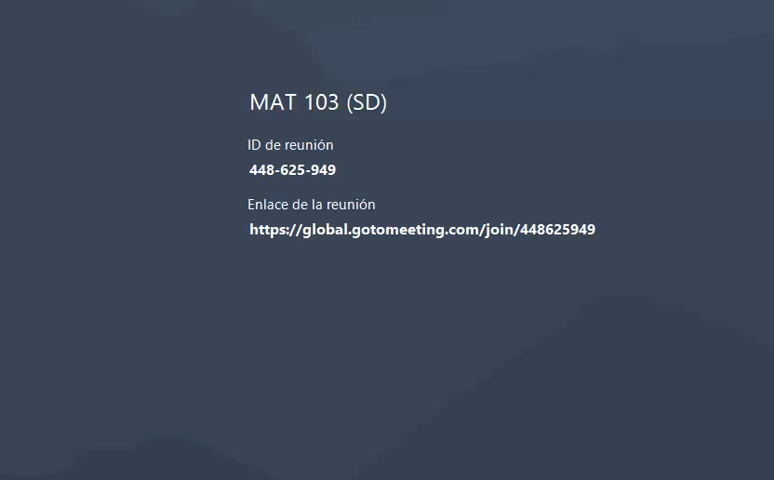 MAT 103 (SD)
ID de reunión
448-625-949
Enlace de la reunión
https://global.gotomeeting.com/join/448625949